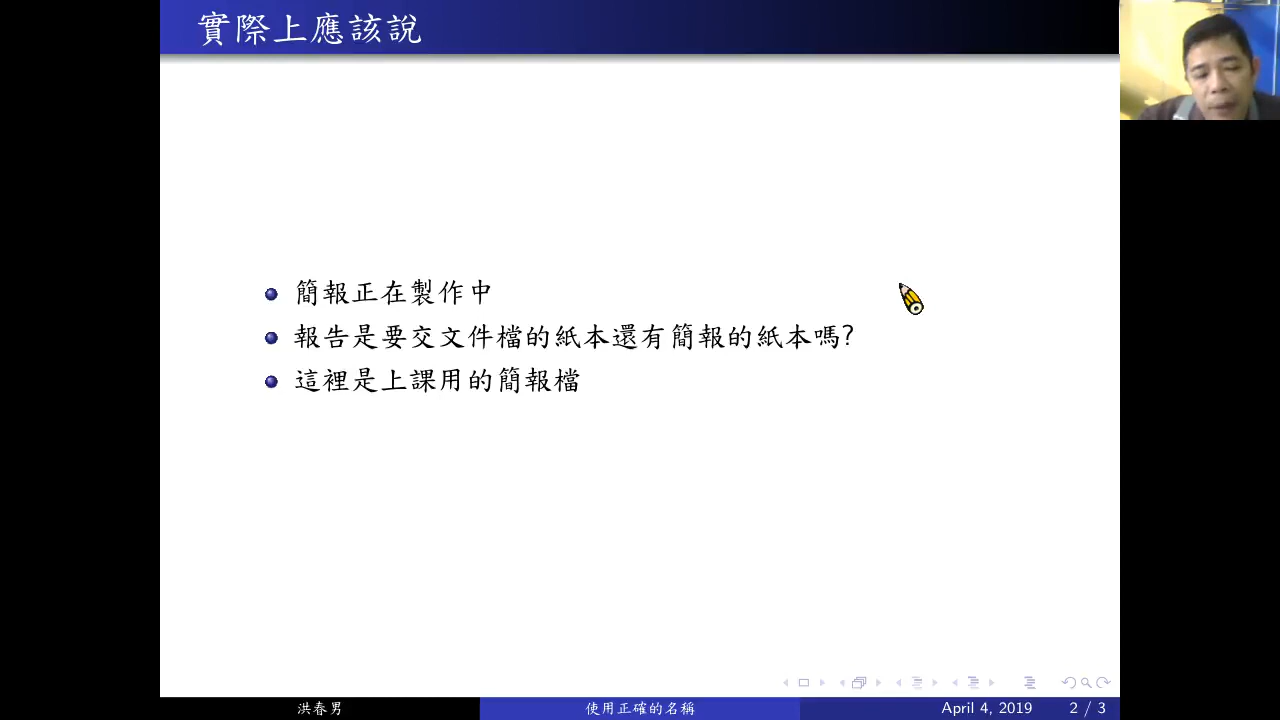 實際上應該說
簡報正在製作中
報告是要交文件檔的紙本還有簡報的紙本嗎?
這裡是上課用的簡報檔
洪春男
使用正確的名稱
April 4, 2019
2 / 3